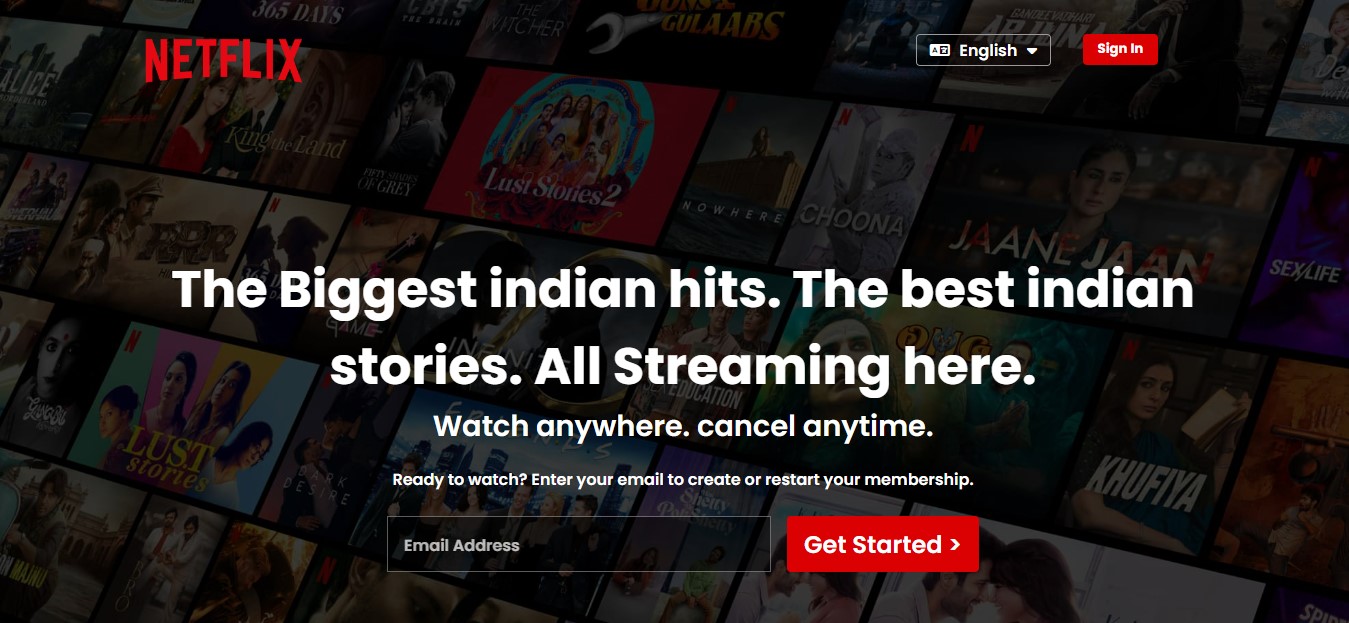 365 DAYS
THE WITCHER
GUNS &
GULAABS
NETFLIX
English
Sign In
ALICE
King the Land
FIFTY SHADES
OF GREY
Lust Stories 2
NOWHERE
CHOONA
JAANE JAAN
SEX/LIFE
RRR
The Biggest indian hits. The best indian
stories. All Streaming here.
OMG
EDUCATION
Watch anywhere. cancel anytime.
LUST
stories
DARK
DESIRE
KHUFIYA
Ready to watch? Enter your email to create or restart your membership.
Email Address
Get Started >